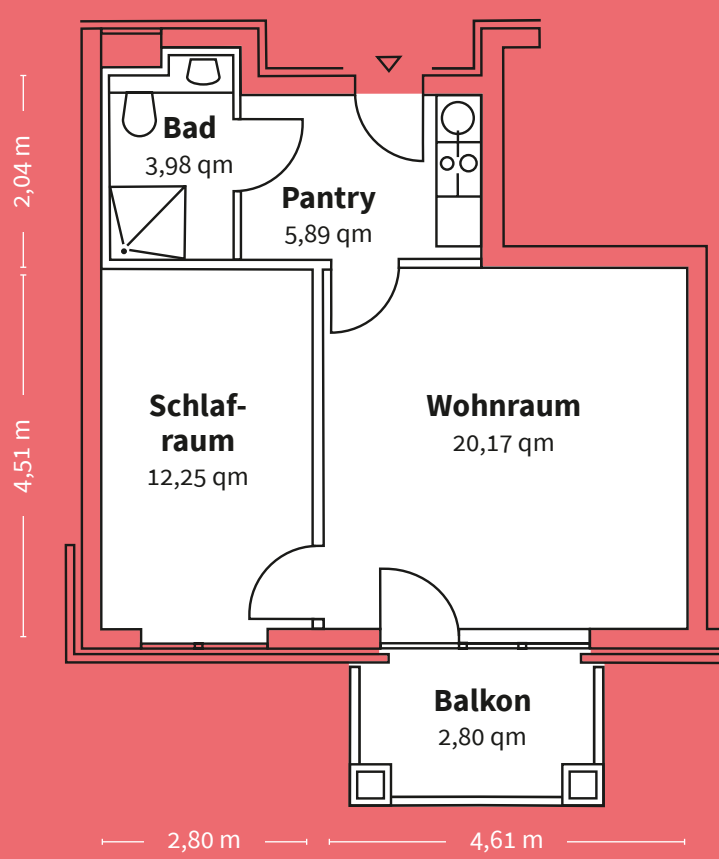 Bad
3,98 qm
Pantry
5,89 qm
2,04 m
Schlaf-
raum
12,25 qm
Wohnraum
20,17 qm
4,51 m
Balkon
2,80 qm
2,80 m
4,61 m